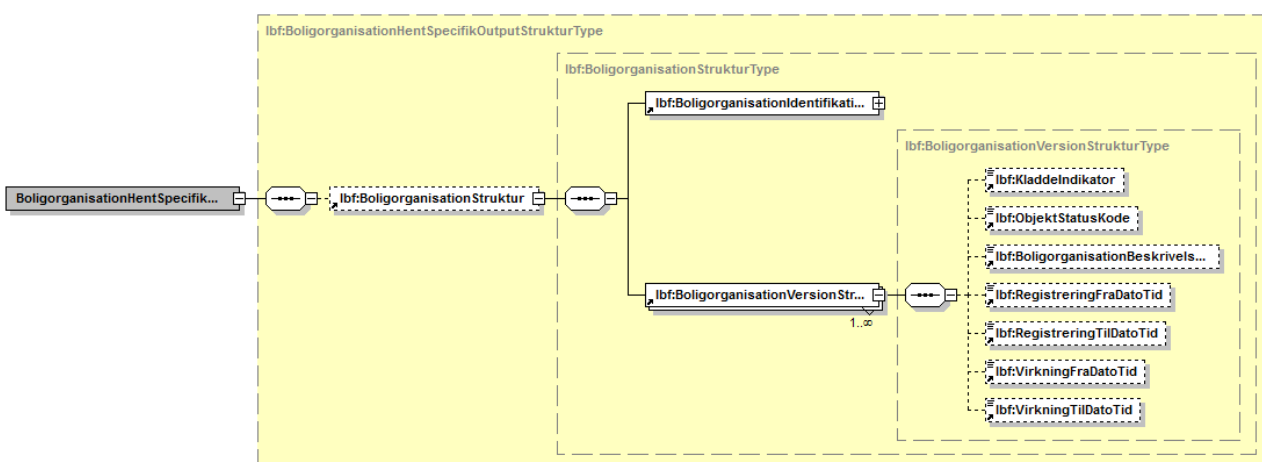 lbf:BoligorganisationHentSpecifikOutputStrukturType
lbf:BoligorganisationStrukturType
lbf:BoligorganisationIdentifikati...
lbf:BoligorganisationVersionStrukturType
lbf:KladdeIndikator
BoligorganisationHentSpecifik...
lbf:BoligorganisationStruktur
lbf:ObjektStatusKode
lbf:BoligorganisationBeskrivels...
lbf:BoligorganisationVersionStr...
1..∞
lbf:RegistreringFraDatoTid
lbf:RegistreringTilDatoTid
lbf:VirkningFraDatoTid
lbf:VirkningTilDatoTid